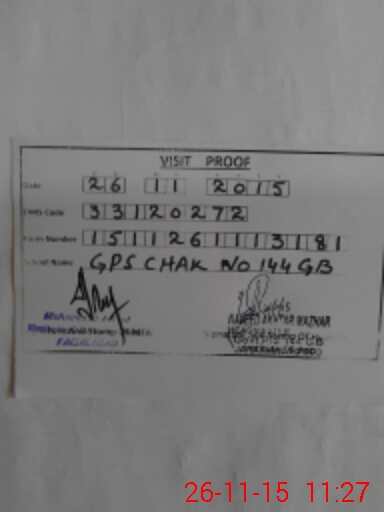 VISIT PROOF
Date 26 11 2015
EMIS Code 33120272
Form Number 1511261113181
School Name GPS CHAK NO 144 GB
26-11-15 11:27